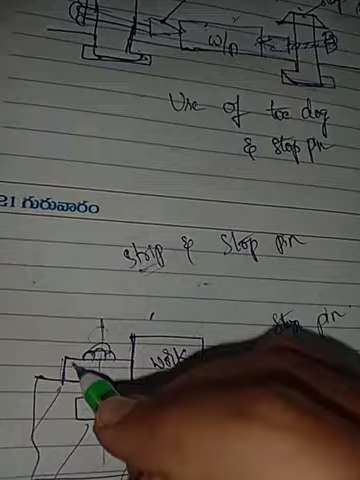 W/P
Use of toe dog
& stop pin
21 గురువారం
strip & stop pin
stop pin
work